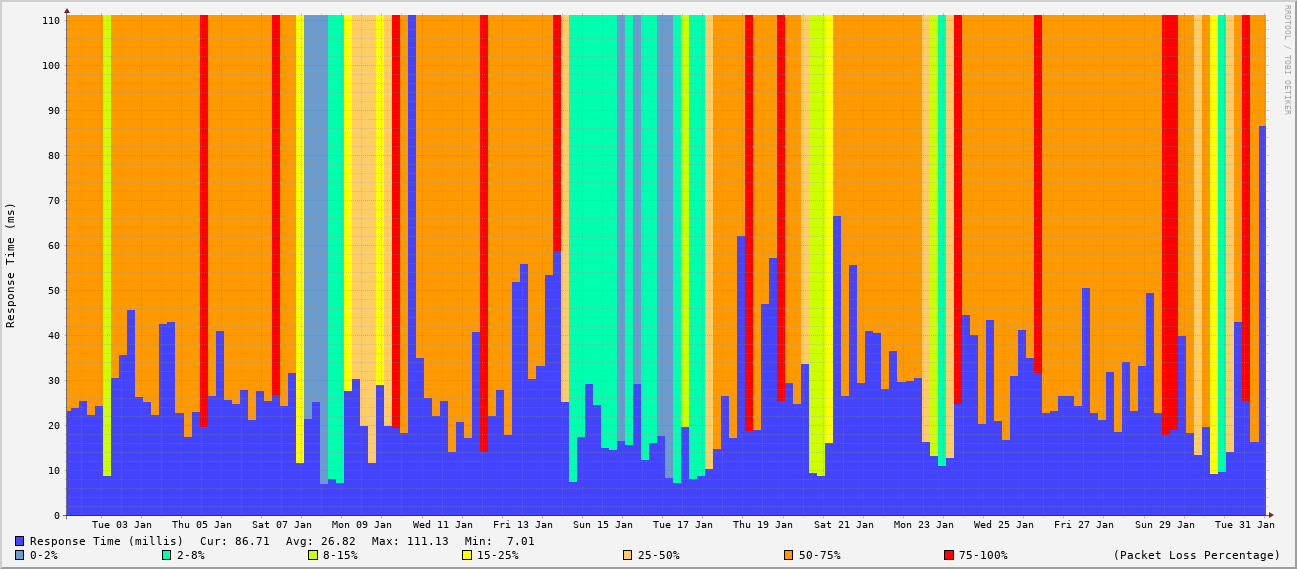 RRDTOOL / TOBI OETIKER
Response Time (ms)
110
100
90
80
70
60
50
40
30
20
10
0
Tue 03 Jan Thu 05 Jan Sat 07 Jan Mon 09 Jan Wed 11 Jan Fri 13 Jan Sun 15 Jan Tue 17 Jan Thu 19 Jan Sat 21 Jan Mon 23 Jan Wed 25 Jan Fri 27 Jan Sun 29 Jan Tue 31 Jan
Response Time (millis) Cur: 86.71 Avg: 26.82 Max: 111.13 Min: 7.01
0-2% 2-8% 8-15% 15-25% 25-50% 50-75% 75-100% (Packet Loss Percentage)